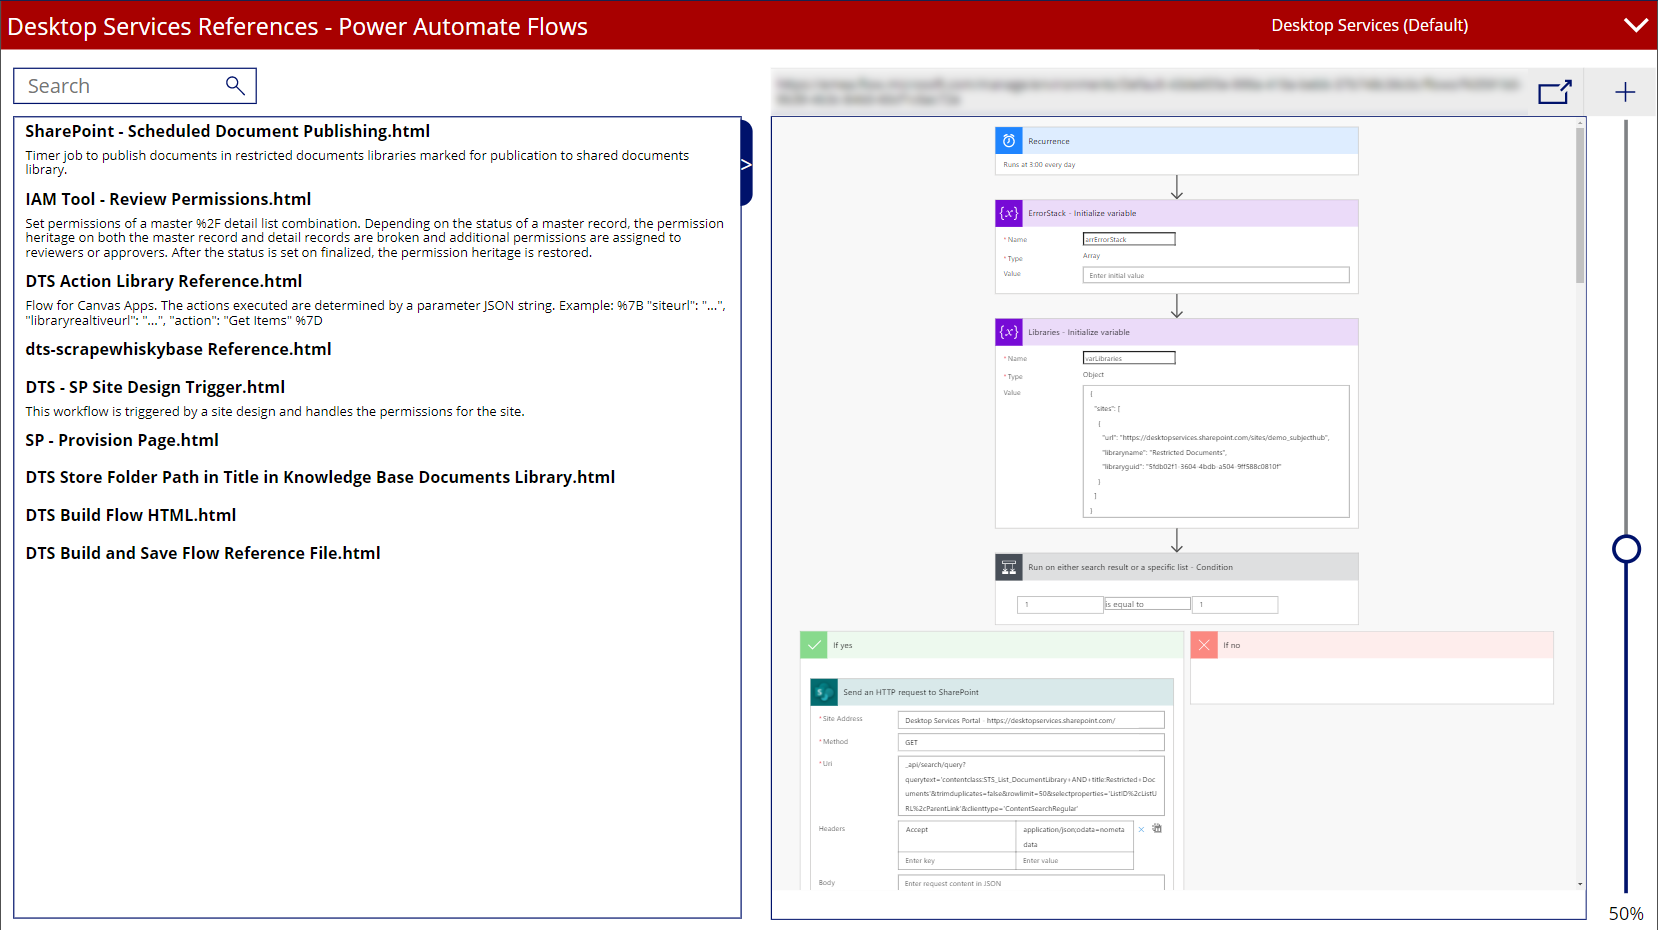 Desktop Services References - Power Automate Flows
Desktop Services (Default)
Search
SharePoint - Scheduled Document Publishing.html
Timer job to publish documents in restricted documents libraries marked for publication to shared documents
library.
IAM Tool - Review Permissions.html
Set permissions of a master %2F detail list combination. Depending on the status of a master record, the permission
heritage on both the master record and detail records are broken and additional permissions are assigned to
reviewers or approvers. After the status is set on finalized, the permission heritage is restored.
DTS Action Library Reference.html
Flow for Canvas Apps. The actions executed are determined by a parameter JSON string. Example: %7B "siteurl": "...",
"libraryrealtiveurl": "...", "action": "Get Items" %7D
dts-scrapewhiskybase Reference.html
DTS - SP Site Design Trigger.html
This workflow is triggered by a site design and handles the permissions for the site.
SP - Provision Page.html
DTS Store Folder Path in Title in Knowledge Base Documents Library.html
DTS Build Flow HTML.html
DTS Build and Save Flow Reference File.html
>
Recurrence
Runs at 3:00 every day
{x} ErrorStack - Initialize variable
* Name arrErrorStack
* Type Array
Value Enter initial value
{x} Libraries - Initialize variable
* Name varLibraries
* Type Object
Value {
"sites": [
{
"url": "https://desktopservices.sharepoint.com/sites/demo_subjecthub",
"libraryname": "Restricted Documents",
"libraryguid": "5fdb02f1-3604-4bdb-a504-9ff588c0810f"
}
]
}
Run on either search result or a specific list - Condition
1 is equal to 1
If yes
If no
Send an HTTP request to SharePoint
* Site Address Desktop Services Portal - https://desktopservices.sharepoint.com/
* Method GET
* Uri _api/search/query?
querytext='contentclass:STS_List_DocumentLibrary+AND+title:Restricted+Doc
uments'&trimduplicates=false&rowlimit=50&selectproperties='ListID%2cListU
RL%2cParentLink'&clienttype='ContentSearchRegular'
Headers Accept application/json;odata=nometa
data
Enter key Enter value
Body Enter request content in JSON
50%